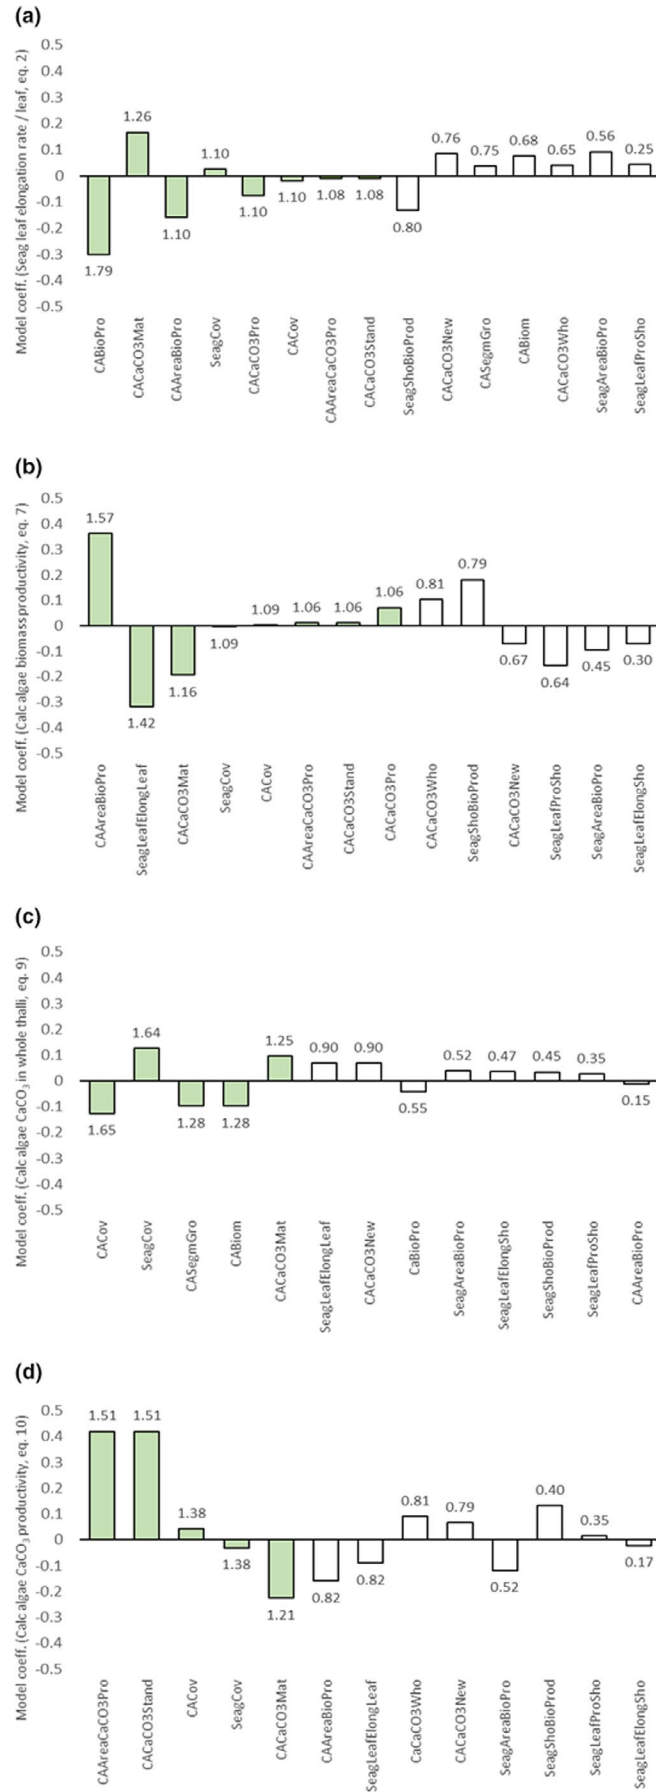 (a)
Model coeff. (Seag leaf elongation rate / leaf, eq. 2)
0.5
0.4
0.3
0.2
0.1
0
-0.1
-0.2
-0.3
-0.4
-0.5
1.79
1.26
1.10
1.10
1.10
1.10
1.08
1.08
0.80
0.76
0.75
0.68
0.65
0.56
0.25
CABioPro
CACaCO3Mat
CAAreaBioPro
SeagCov
CACaCO3Pro
CACov
CAAreaCaCO3Pro
CACaCO3Stand
SeagShoBioProd
CACaCO3New
CASegmGro
CABiom
CACaCO3Who
SeagAreaBioPro
SeagLeafProSho
(b)
Model coeff. (Calc algae biomass productivity, eq. 7)
0.5
0.4
0.3
0.2
0.1
0
-0.1
-0.2
-0.3
-0.4
-0.5
1.57
1.42
1.16
1.09
1.09
1.06
1.06
1.06
0.81
0.79
0.67
0.64
0.45
0.30
CAAreaBioPro
SeagLeafElongLeaf
CACaCO3Mat
SeagCov
CACov
CAAreaCaCO3Pro
CACaCO3Stand
CACaCO3Pro
CACaCO3Who
SeagShoBioProd
CACaCO3New
SeagLeafProSho
SeagAreaBioPro
SeagLeafElongSho
(c)
Model coeff. (Calc algae CaCO₃ in whole thalli, eq. 9)
0.5
0.4
0.3
0.2
0.1
0
-0.1
-0.2
-0.3
-0.4
-0.5
1.65
1.64
1.28
1.28
1.25
0.90
0.90
0.55
0.52
0.47
0.45
0.35
0.15
CACov
SeagCov
CASegmGro
CABiom
CACaCO3Mat
SeagLeafElongLeaf
CACaCO3New
CaBioPro
SeagAreaBioPro
SeagLeafElongSho
SeagShoBioProd
SeagLeafProSho
CAAreaBioPro
(d)
Model coeff. (Calc algae CaCO₃ productivity, eq. 10)
0.5
0.4
0.3
0.2
0.1
0
-0.1
-0.2
-0.3
-0.4
-0.5
1.51
1.51
1.38
1.38
1.21
0.82
0.82
0.81
0.79
0.52
0.40
0.35
0.17
CAAreaCaCO3Pro
CACaCO3Stand
CACov
SeagCov
CACaCO3Mat
CAAreaBioPro
SeagLeafElongLeaf
CaCaCO3Who
CACaCO3New
SeagAreaBioPro
SeagShoBioProd
SeagLeafProSho
SeagLeafElongSho